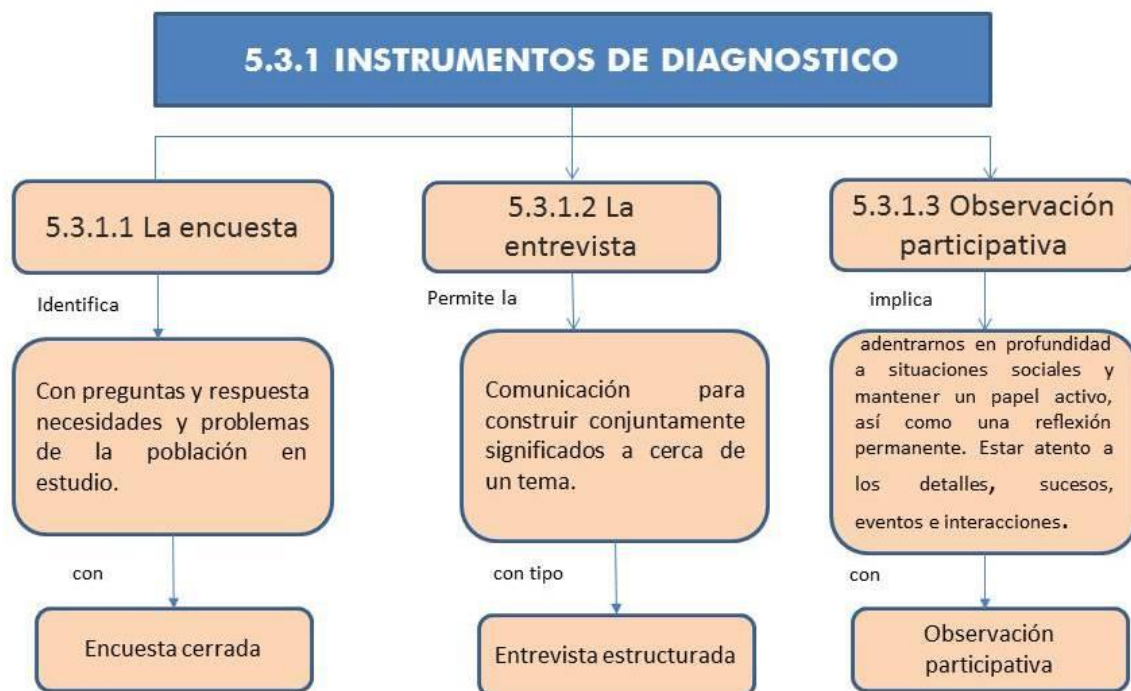 5.3.1 INSTRUMENTOS DE DIAGNOSTICO
5.3.1.1 La encuesta
Identifica
Con preguntas y respuesta
necesidades y problemas
de la población en
estudio.
con
Encuesta cerrada
5.3.1.2 La
entrevista
Permite la
Comunicación para
construir conjuntamente
significados a cerca de
un tema.
con tipo
Entrevista estructurada
5.3.1.3 Observación
participativa
implica
adentrarnos en profundidad
a situaciones sociales y
mantener un papel activo,
así como una reflexión
permanente. Estar atento a
los detalles, sucesos,
eventos e interacciones.
con
Observación
participativa